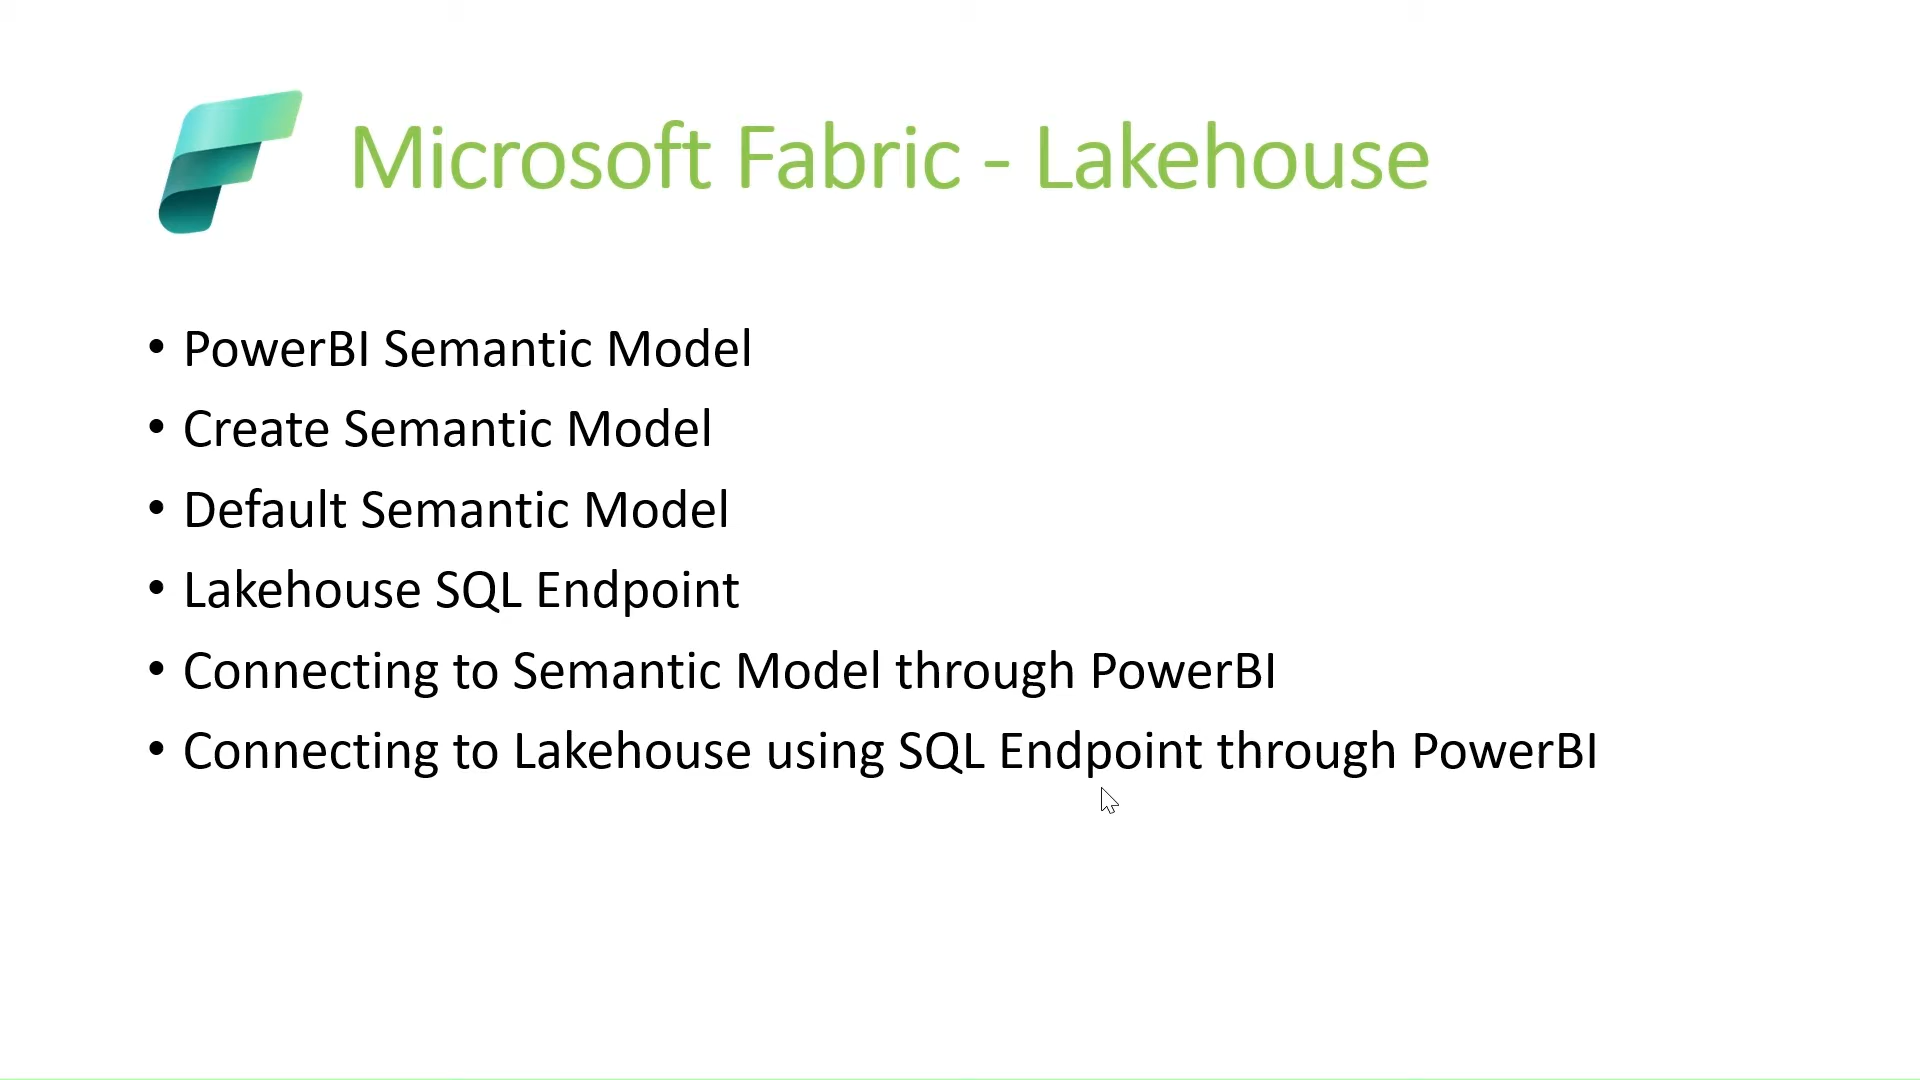 Microsoft Fabric - Lakehouse
• PowerBI Semantic Model
• Create Semantic Model
• Default Semantic Model
• Lakehouse SQL Endpoint
• Connecting to Semantic Model through PowerBI
• Connecting to Lakehouse using SQL Endpoint through PowerBI